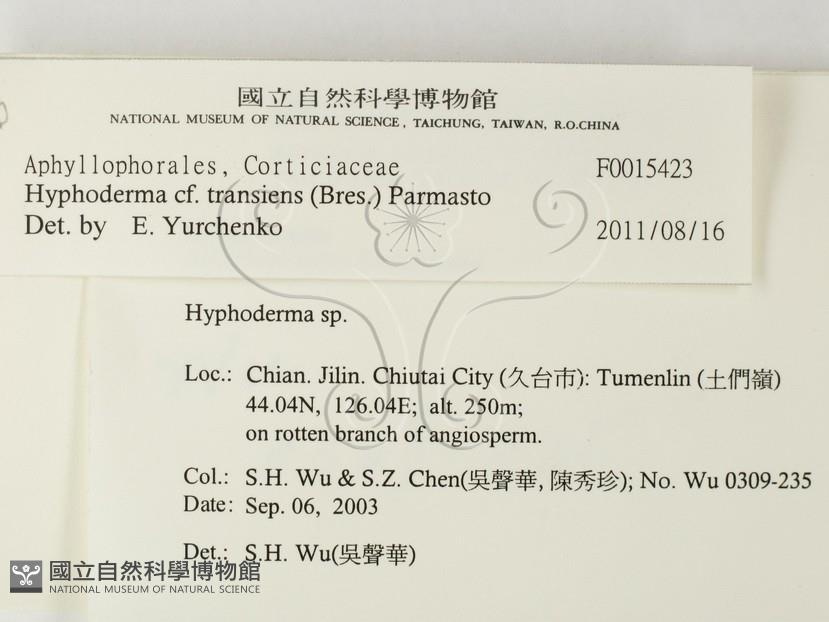 國立自然科學博物館
NATIONAL MUSEUM OF NATURAL SCIENCE, TAICHUNG, TAIWAN, R.O.CHINA
Aphyllophorales, Corticiaceae F0015423
Hyphoderma cf. transiens (Bres.) Parmasto
Det. by E. Yurchenko 2011/08/16
Hyphoderma sp.
Loc.: Chian. Jilin. Chiutai City (久台市): Tumenlin (土們嶺)
44.04N, 126.04E; alt. 250m;
on rotten branch of angiosperm.
Col.: S.H. Wu & S.Z. Chen(吳聲華, 陳秀珍); No. Wu 0309-235
Date: Sep. 06, 2003
Det.: S.H. Wu(吳聲華)
國立自然科學博物館
NATIONAL MUSEUM OF NATURAL SCIENCE